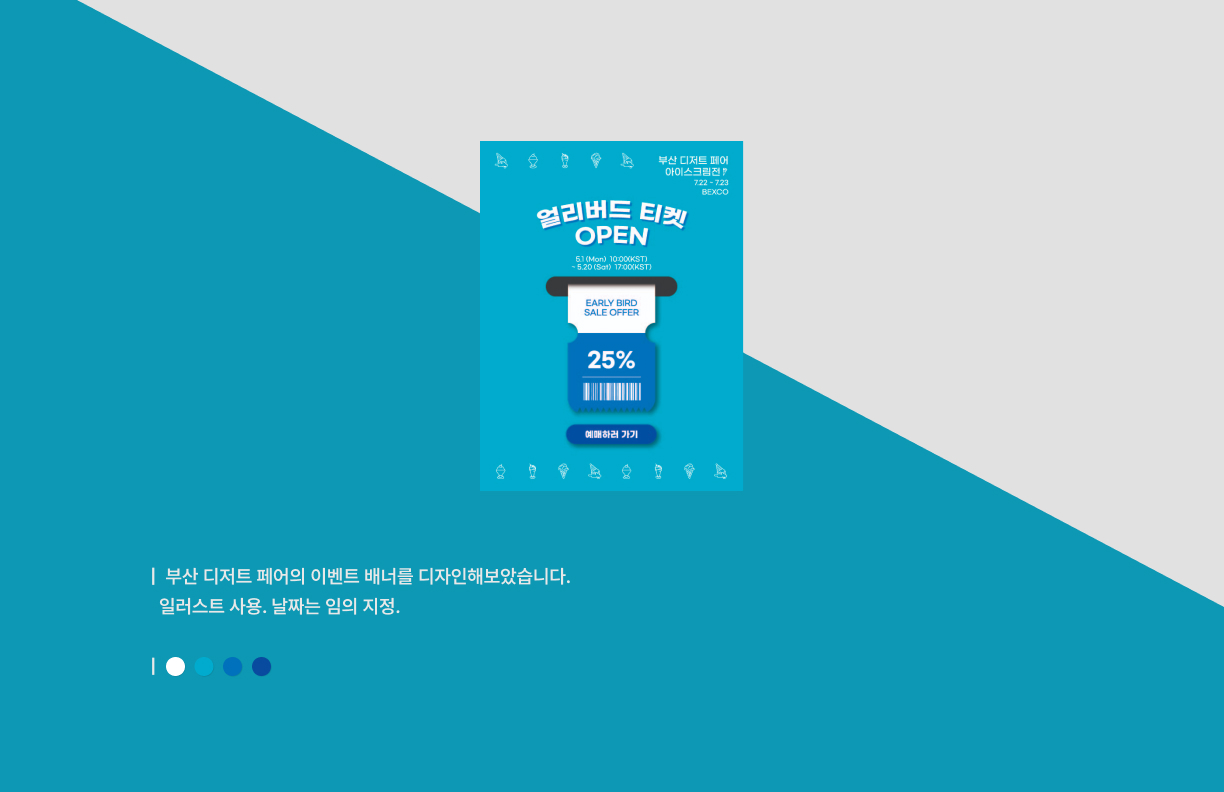 부산 디저트 페어
아이스크림전
7.22 - 7.23
BEXCO
얼리버드 티켓
OPEN
5.1 (Mon) 10:00(KST)
~ 5.20 (Sat) 17:00(KST)
EARLY BIRD
SALE OFFER
25%
예매하러 가기
| 부산 디저트 페어의 이벤트 배너를 디자인해보았습니다.
일러스트 사용. 날짜는 임의 지정.
|